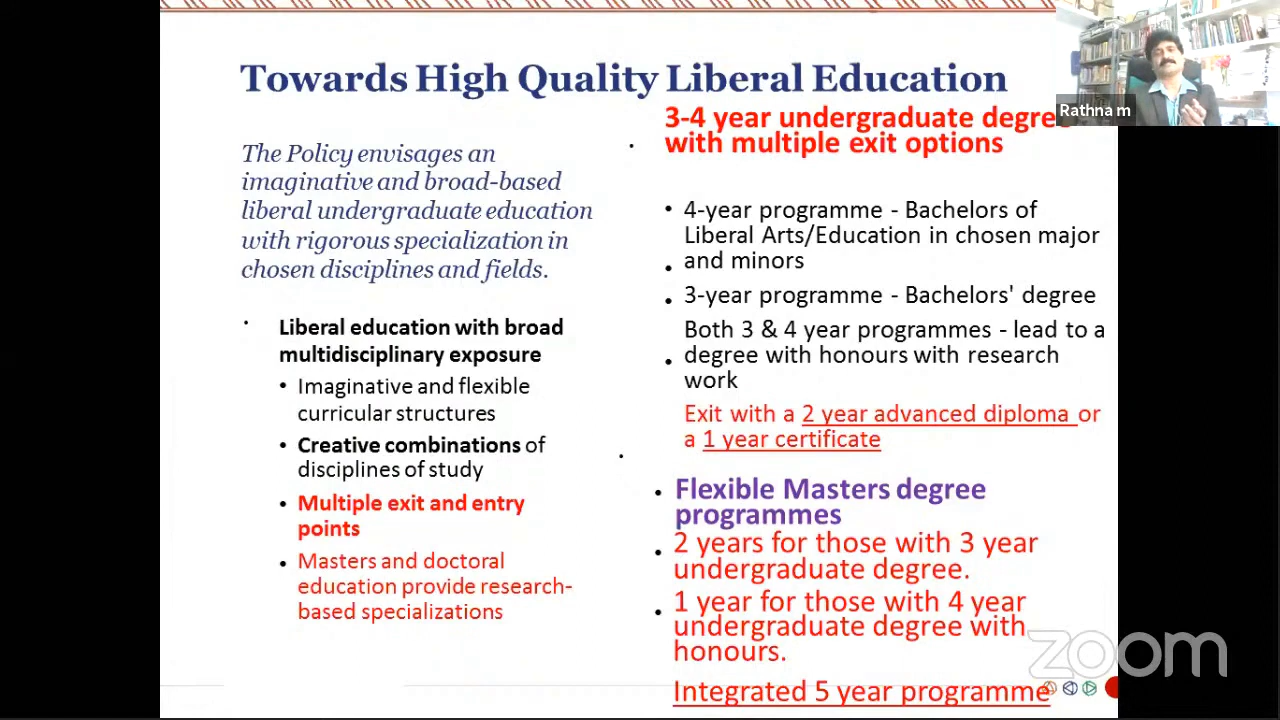 Towards High Quality Liberal Education
The Policy envisages an
imaginative and broad-based
liberal undergraduate education
with rigorous specialization in
chosen disciplines and fields.
Liberal education with broad
multidisciplinary exposure
• Imaginative and flexible
curricular structures
• Creative combinations of
disciplines of study
• Multiple exit and entry
points
• Masters and doctoral
education provide research-
based specializations
3-4 year undergraduate degree
with multiple exit options
• 4-year programme - Bachelors of
Liberal Arts/Education in chosen major
and minors
• 3-year programme - Bachelors' degree
Both 3 & 4 year programmes - lead to a
• degree with honours with research
work
Exit with a 2 year advanced diploma or
a 1 year certificate
• Flexible Masters degree
programmes
• 2 years for those with 3 year
undergraduate degree.
• 1 year for those with 4 year
undergraduate degree with
honours.
Integrated 5 year programme
Rathna m
zoom